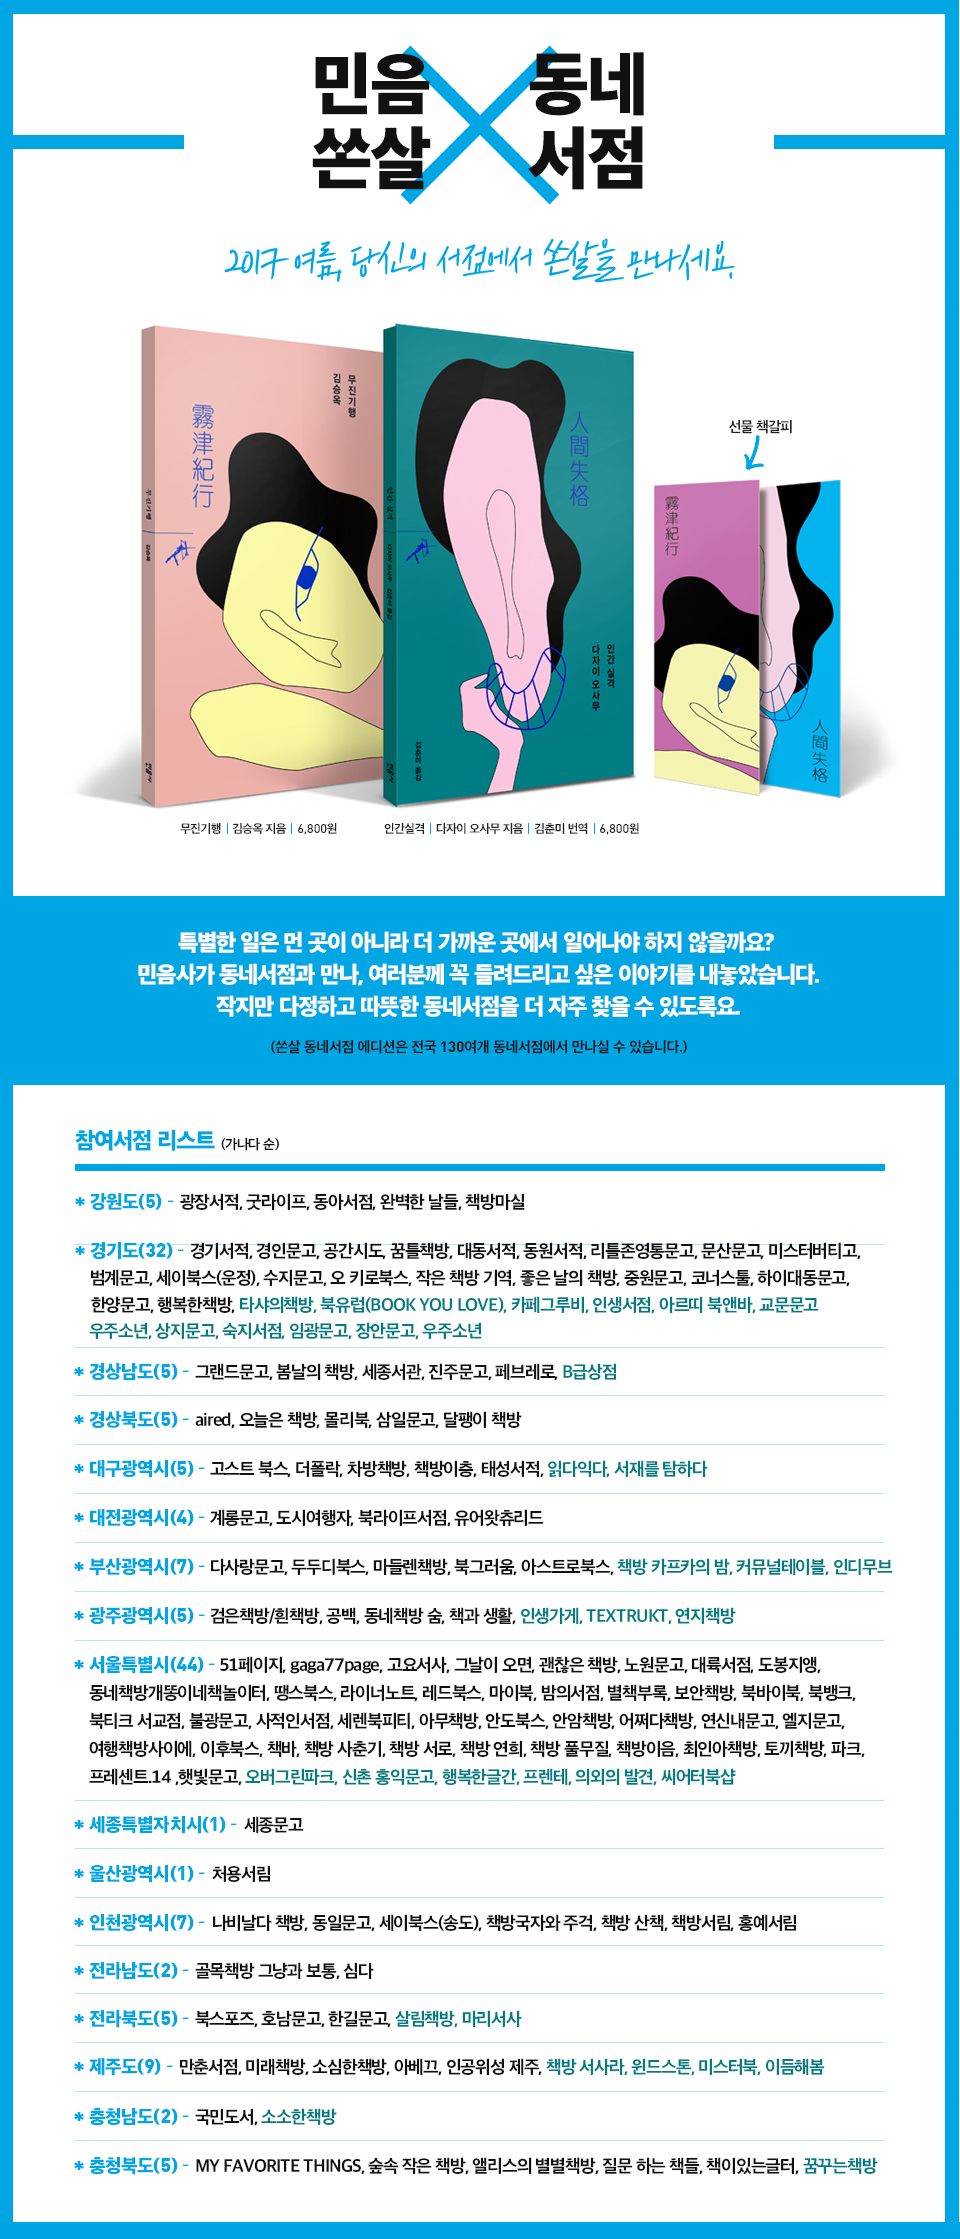 민음 동네
쏜살 서점
2017 여름, 당신의 서점에서 쏜살을 만나세요.
무진기행
김승옥
霧津紀行
무진기행
김승옥
민음사
人間失格
인간 실격
다자이 오사무
김춘미 옮김
인간 실격
민음사
선물 책갈피
霧津紀行
人間失格
무진기행 | 김승옥 지음 | 6,800원
인간실격 | 다자이 오사무 지음 | 김춘미 번역 | 6,800원
특별한 일은 먼 곳이 아니라 더 가까운 곳에서 일어나야 하지 않을까요?
민음사가 동네서점과 만나, 여러분께 꼭 들려드리고 싶은 이야기를 내놓았습니다.
작지만 다정하고 따뜻한 동네서점을 더 자주 찾을 수 있도록요.
(쏜살 동네서점 에디션은 전국 130여개 동네서점에서 만나실 수 있습니다.)
참여서점 리스트 (가나다 순)
* 강원도(5) - 광장서적, 굿라이프, 동아서점, 완벽한 날들, 책방마실
* 경기도(32) - 경기서적, 경인문고, 공간시도, 꿈틀책방, 대동서적, 동원서적, 리틀존영통문고, 문산문고, 미스터버티고,
범계문고, 세이북스(운정), 수지문고, 오 키로북스, 작은 책방 기역, 좋은 날의 책방, 중원문고, 코너스툴, 하이대동문고,
한양문고, 행복한책방, 타샤의책방, 북유럽(BOOK YOU LOVE), 카페그루비, 인생서점, 아르띠 북앤바, 교문문고
우주소년, 상지문고, 숙지서점, 임광문고, 장안문고, 우주소년
* 경상남도(5) - 그랜드문고, 봄날의 책방, 세종서관, 진주문고, 페브레로, B급상점
* 경상북도(5) - aired, 오늘은 책방, 몰리북, 삼일문고, 달팽이 책방
* 대구광역시(5) - 고스트 북스, 더폴락, 차방책방, 책방이층, 태성서적, 읽다익다, 서재를 탐하다
* 대전광역시(4) - 계룡문고, 도시여행자, 북라이프서점, 유어왓츄리드
* 부산광역시(7) - 다사랑문고, 두두디북스, 마들렌책방, 북그러움, 아스트로북스, 책방 카프카의 밤, 커뮤널테이블, 인디무브
* 광주광역시(5) - 검은책방/흰책방, 공백, 동네책방 숨, 책과 생활, 인생가게, TEXTRUKT, 연지책방
* 서울특별시(44) - 51페이지, gaga77page, 고요서사, 그날이 오면, 괜찮은 책방, 노원문고, 대륙서점, 도봉지앵,
동네책방개똥이네책놀이터, 땡스북스, 라이너노트, 레드북스, 마이북, 밤의서점, 별책부록, 보안책방, 북바이북, 북뱅크,
북티크 서교점, 불광문고, 사적인서점, 세렌북피티, 아무책방, 안도북스, 안암책방, 어쩌다책방, 연신내문고, 엘지문고,
여행책방사이에, 이후북스, 책바, 책방 사춘기, 책방 서로, 책방 연희, 책방 풀무질, 책방이음, 최인아책방, 토끼책방, 파크,
프레센트.14 ,햇빛문고, 오버그린파크, 신촌 홍익문고, 행복한글간, 프렌테, 의외의 발견, 씨어터북샵
* 세종특별자치시(1) - 세종문고
* 울산광역시(1) - 처용서림
* 인천광역시(7) - 나비날다 책방, 동일문고, 세이북스(송도), 책방국자와 주걱, 책방 산책, 책방서림, 홍예서림
* 전라남도(2) - 골목책방 그냥과 보통, 심다
* 전라북도(5) - 북스포즈, 호남문고, 한길문고, 살림책방, 마리서사
* 제주도(9) - 만춘서점, 미래책방, 소심한책방, 아베끄, 인공위성 제주, 책방 서사라, 윈드스톤, 미스터북, 이듬해봄
* 충청남도(2) - 국민도서, 소소한책방
* 충청북도(5) - MY FAVORITE THINGS, 숲속 작은 책방, 앨리스의 별별책방, 질문 하는 책들, 책이있는글터, 꿈꾸는책방